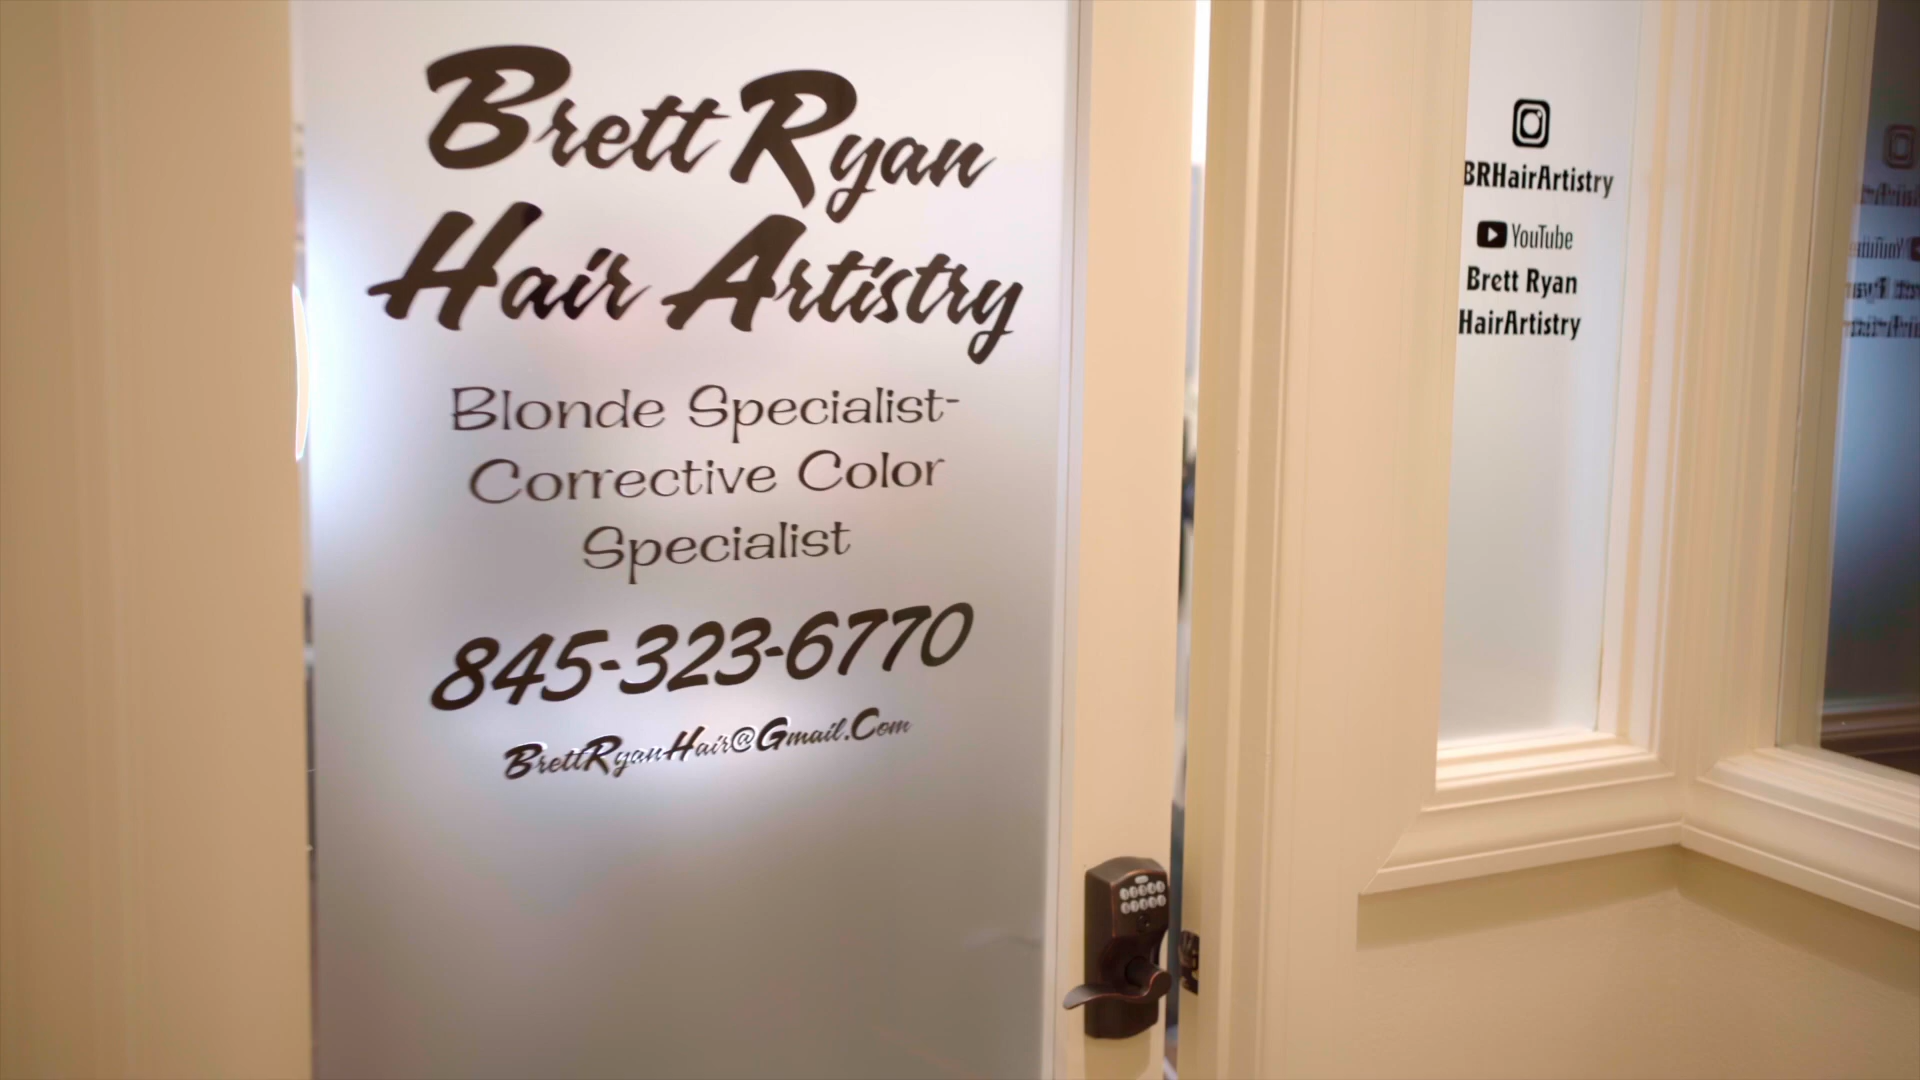 Brett Ryan
Hair Artistry
Blonde Specialist-
Corrective Color
Specialist
845-323-6770
BrettRyanHair@Gmail.Com
BRHairArtistry
YouTube
Brett Ryan
HairArtistry